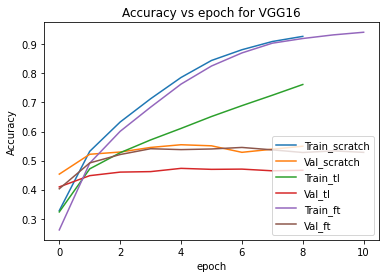 Accuracy vs epoch for VGG16
Accuracy
0.9
0.8
0.7
0.6
0.5
0.4
0.3
Train_scratch
Val_scratch
Train_tl
Val_tl
Train_ft
Val_ft
0 2 4 6 8 10
epoch